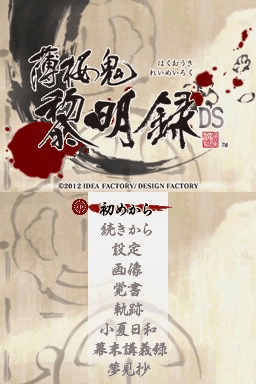 薄桜鬼
はくおうき
れいめいろく
黎明録
DS
TM
©2012 IDEA FACTORY/DESIGN FACTORY
初めから
続きから
設定
画像
覚書
軌跡
小夏日和
幕末講義録
夢見抄